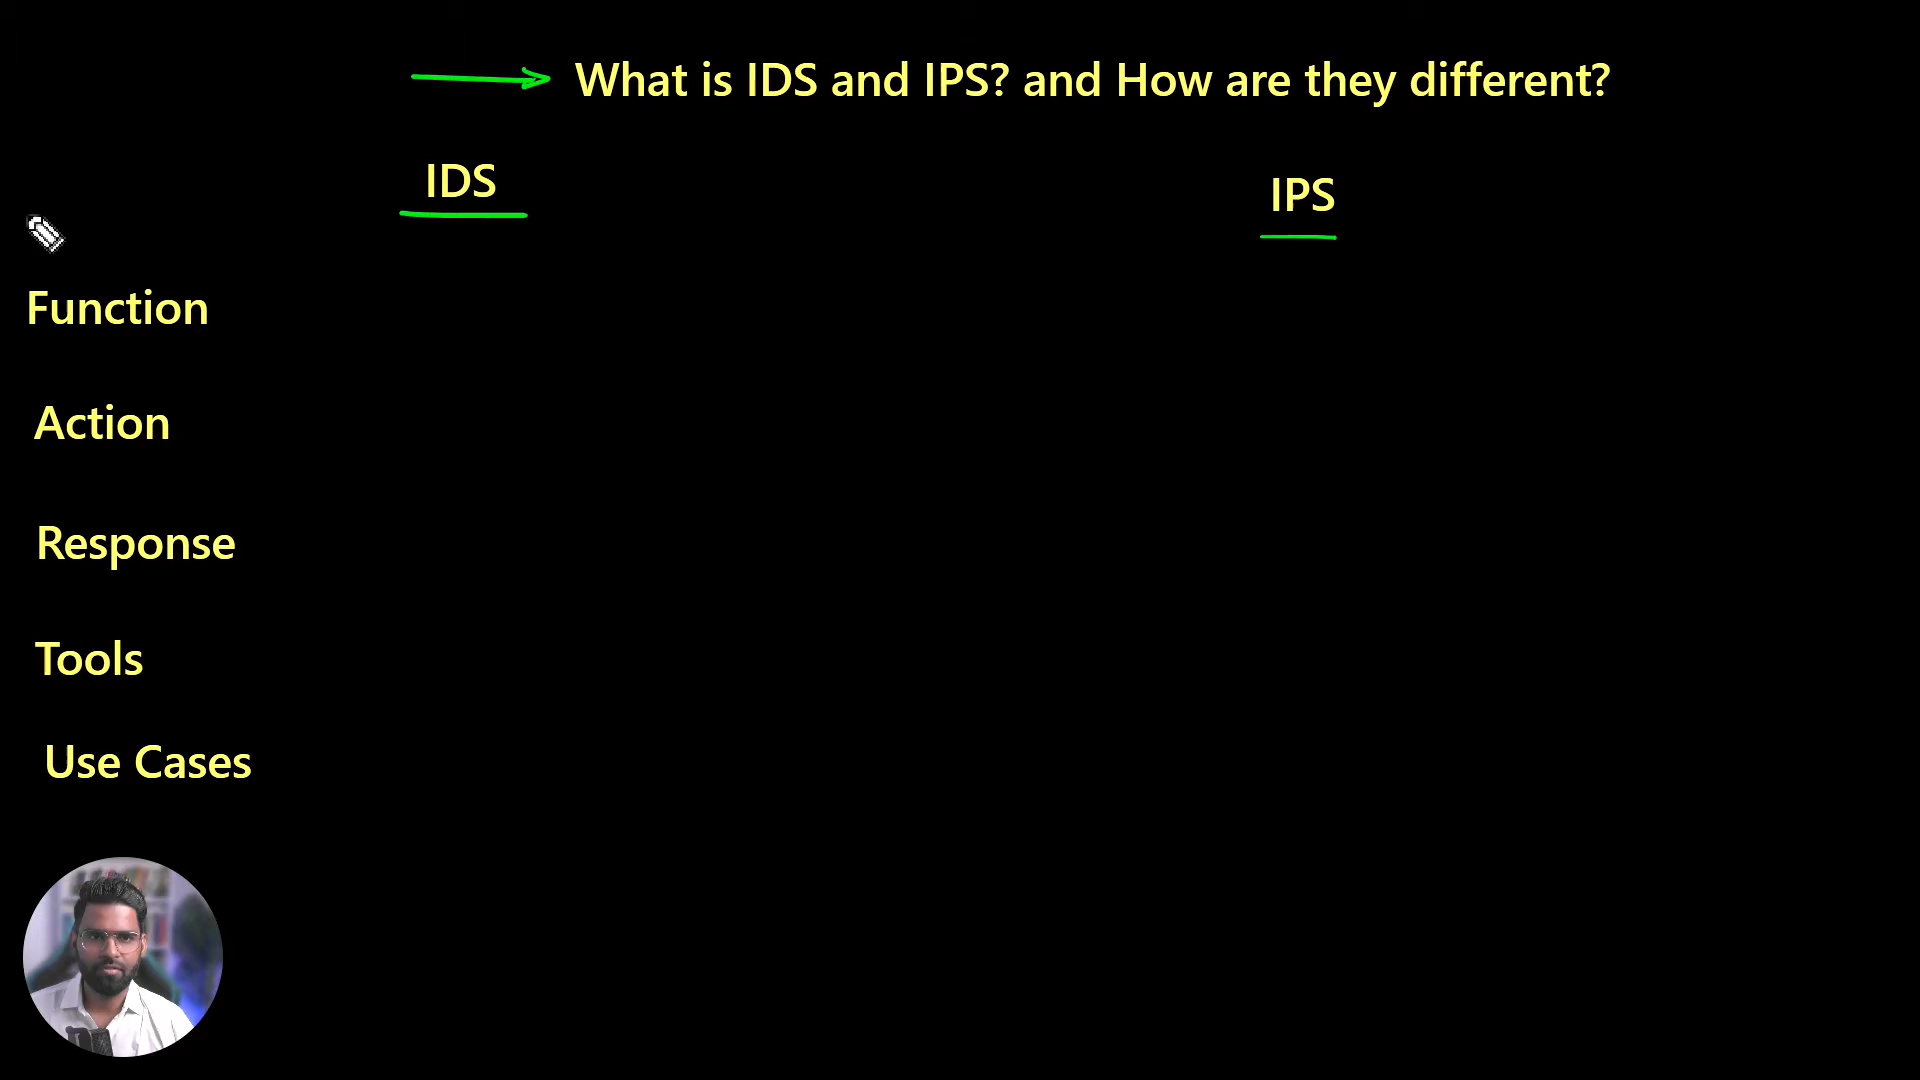 What is IDS and IPS? and How are they different?
IDS
IPS
Function
Action
Response
Tools
Use Cases